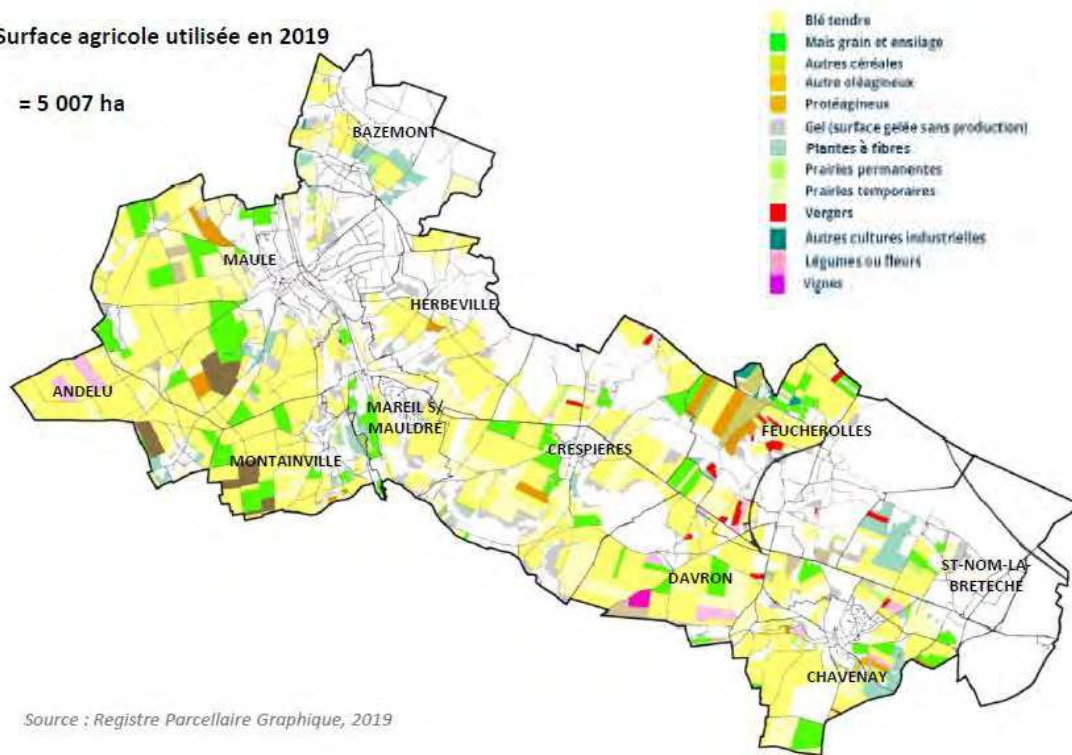 Surface agricole utilisée en 2019
= 5 007 ha
Blé tendre
Maïs grain et ensilage
Autres céréales
Autre oléagineux
Protéagineux
Gel (surface gelée sans production)
Plantes à fibres
Prairies permanentes
Prairies temporaires
Vergers
Autres cultures industrielles
Légumes ou fleurs
Vignes
BAZEMONT
MAULE
HERBEVILLE
ANDELU
MAREIL S/
MAULDRE
MONTAINVILLE
CRESPIÈRES
FEUCHEROLLES
DAVRON
ST-NOM-LA-
BRETECHE
CHAVENAY
Source : Registre Parcellaire Graphique, 2019